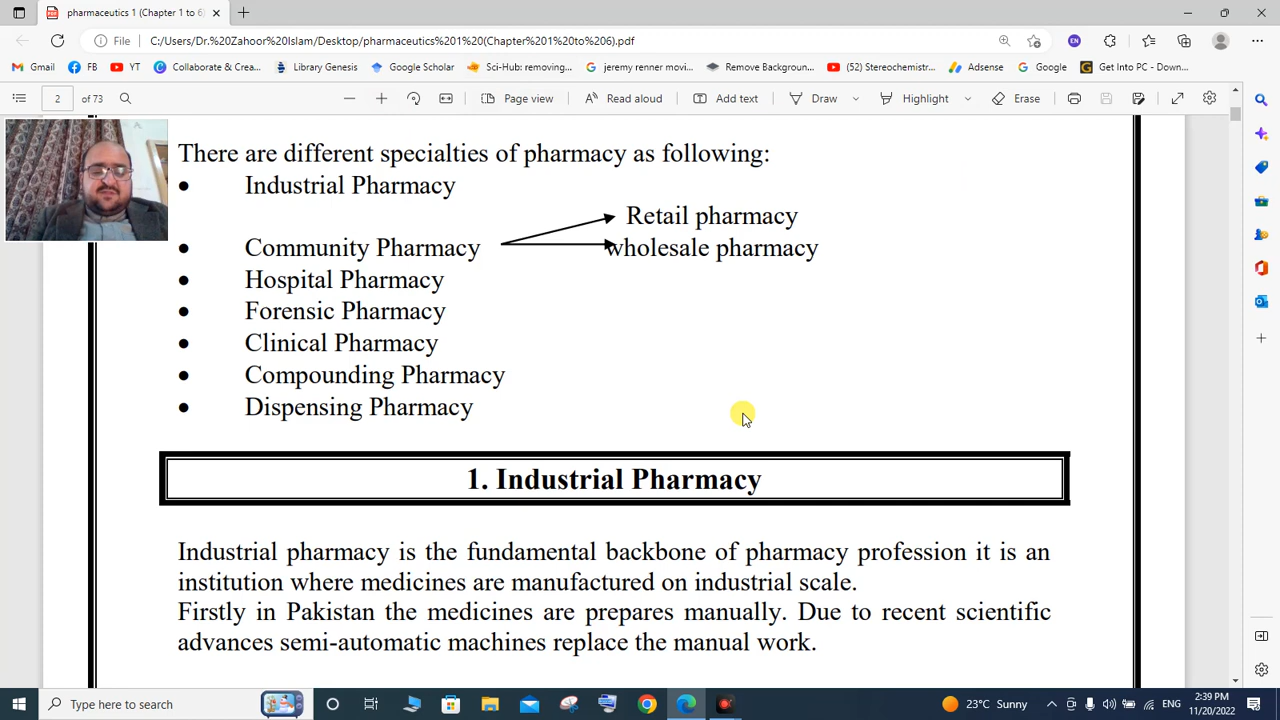 pharmaceutics 1 (Chapter 1 to 6)
File
C:/Users/Dr.%20Zahoor%20Islam/Desktop/pharmaceutics%201%20(Chapter%201%20to%206).pdf
EN
Gmail
FB
YT
Collaborate & Crea...
Library Genesis
Google Scholar
Sci-Hub: removing...
jeremy renner movi...
Remove Backgroun...
(52) Stereochemistr...
Adsense
Google
Get Into PC - Down...
2
of 73
Page view
Read aloud
Add text
Draw
Highlight
Erase
There are different specialties of pharmacy as following:
• Industrial Pharmacy
Retail pharmacy
• Community Pharmacy wholesale pharmacy
• Hospital Pharmacy
• Forensic Pharmacy
• Clinical Pharmacy
• Compounding Pharmacy
• Dispensing Pharmacy
1. Industrial Pharmacy
Industrial pharmacy is the fundamental backbone of pharmacy profession it is an
institution where medicines are manufactured on industrial scale.
Firstly in Pakistan the medicines are prepares manually. Due to recent scientific
advances semi-automatic machines replace the manual work.
Type here to search
23°C Sunny
ENG
2:39 PM
11/20/2022